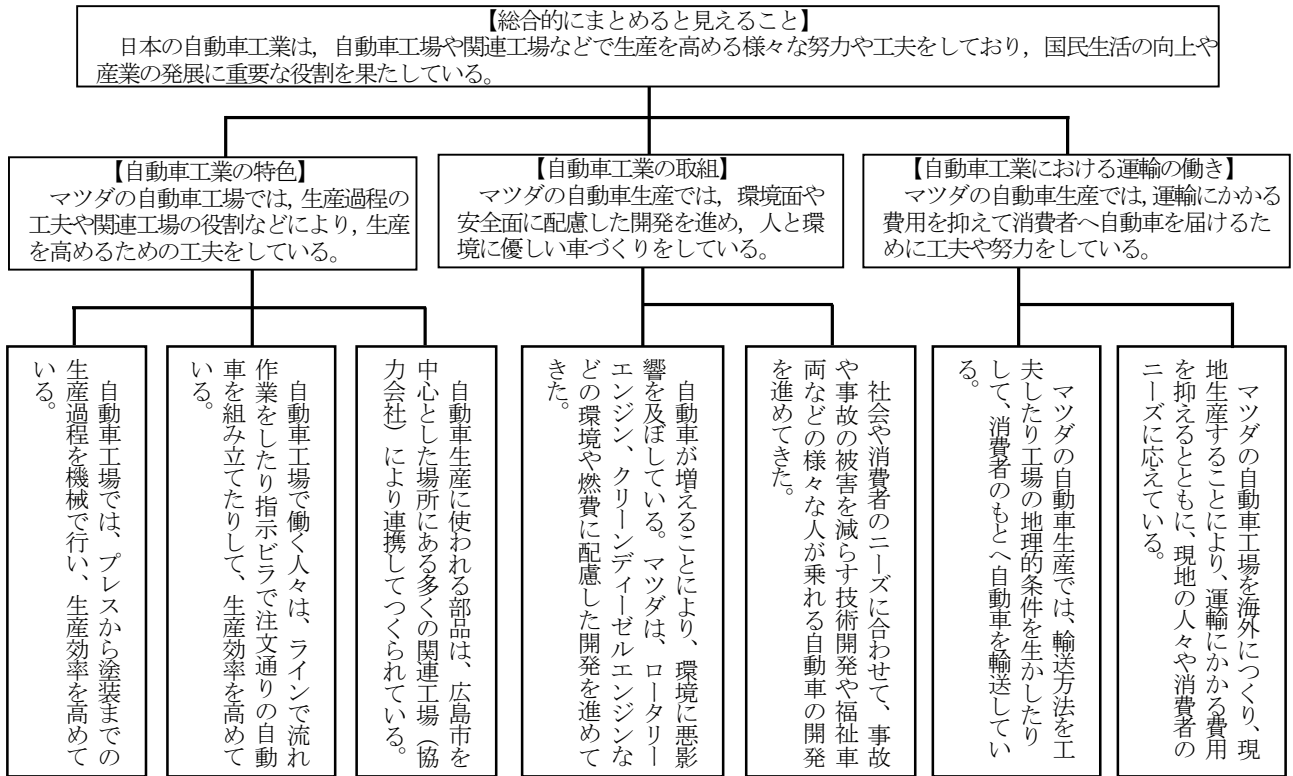 【総合的にまとめると見えること】
日本の自動車工業は，自動車工場や関連工場などで生産を高める様々な努力や工夫をしており，国民生活の向上や
産業の発展に重要な役割を果たしている。
【自動車工業の特色】
マツダの自動車工場では，生産過程の
工夫や関連工場の役割などにより，生産
を高めるための工夫をしている。
【自動車工業の取組】
マツダの自動車生産では，環境面や
安全面に配慮した開発を進め，人と環
境に優しい車づくりをしている。
【自動車工業における運輸の働き】
マツダの自動車生産では，運輸にかかる
費用を抑えて消費者へ自動車を届けるた
めに工夫や努力をしている。
自動車工場では、プレスから塗装までの
生産過程を機械で行い、生産効率を高めて
いる。
自動車工場で働く人々は、ラインで流れ
作業をしたり指示ビラで注文通りの自動
車を組み立てたりして、生産効率を高めて
いる。
自動車生産に使われる部品は、広島市を
中心とした場所にある多くの関連工場（協
力会社）により連携してつくられている。
自動車が増えることにより、環境に悪影
響を及ぼしている。マツダは、ロータリー
エンジン、クリーンディーゼルエンジンな
どの環境や燃費に配慮した開発を進めて
きた。
社会や消費者のニーズに合わせて、事故
や事故の被害を減らす技術開発や福祉車
両などの様々な人が乗れる自動車の開発
を進めてきた。
マツダの自動車生産では、輸送方法を工
夫したり工場の地理的条件を生かしたり
して、消費者のもとへ自動車を輸送してい
る。
マツダの自動車工場を海外につくり、現
地生産することにより、運輸にかかる費用
を抑えるとともに、現地の人々や消費者の
ニーズに応えている。